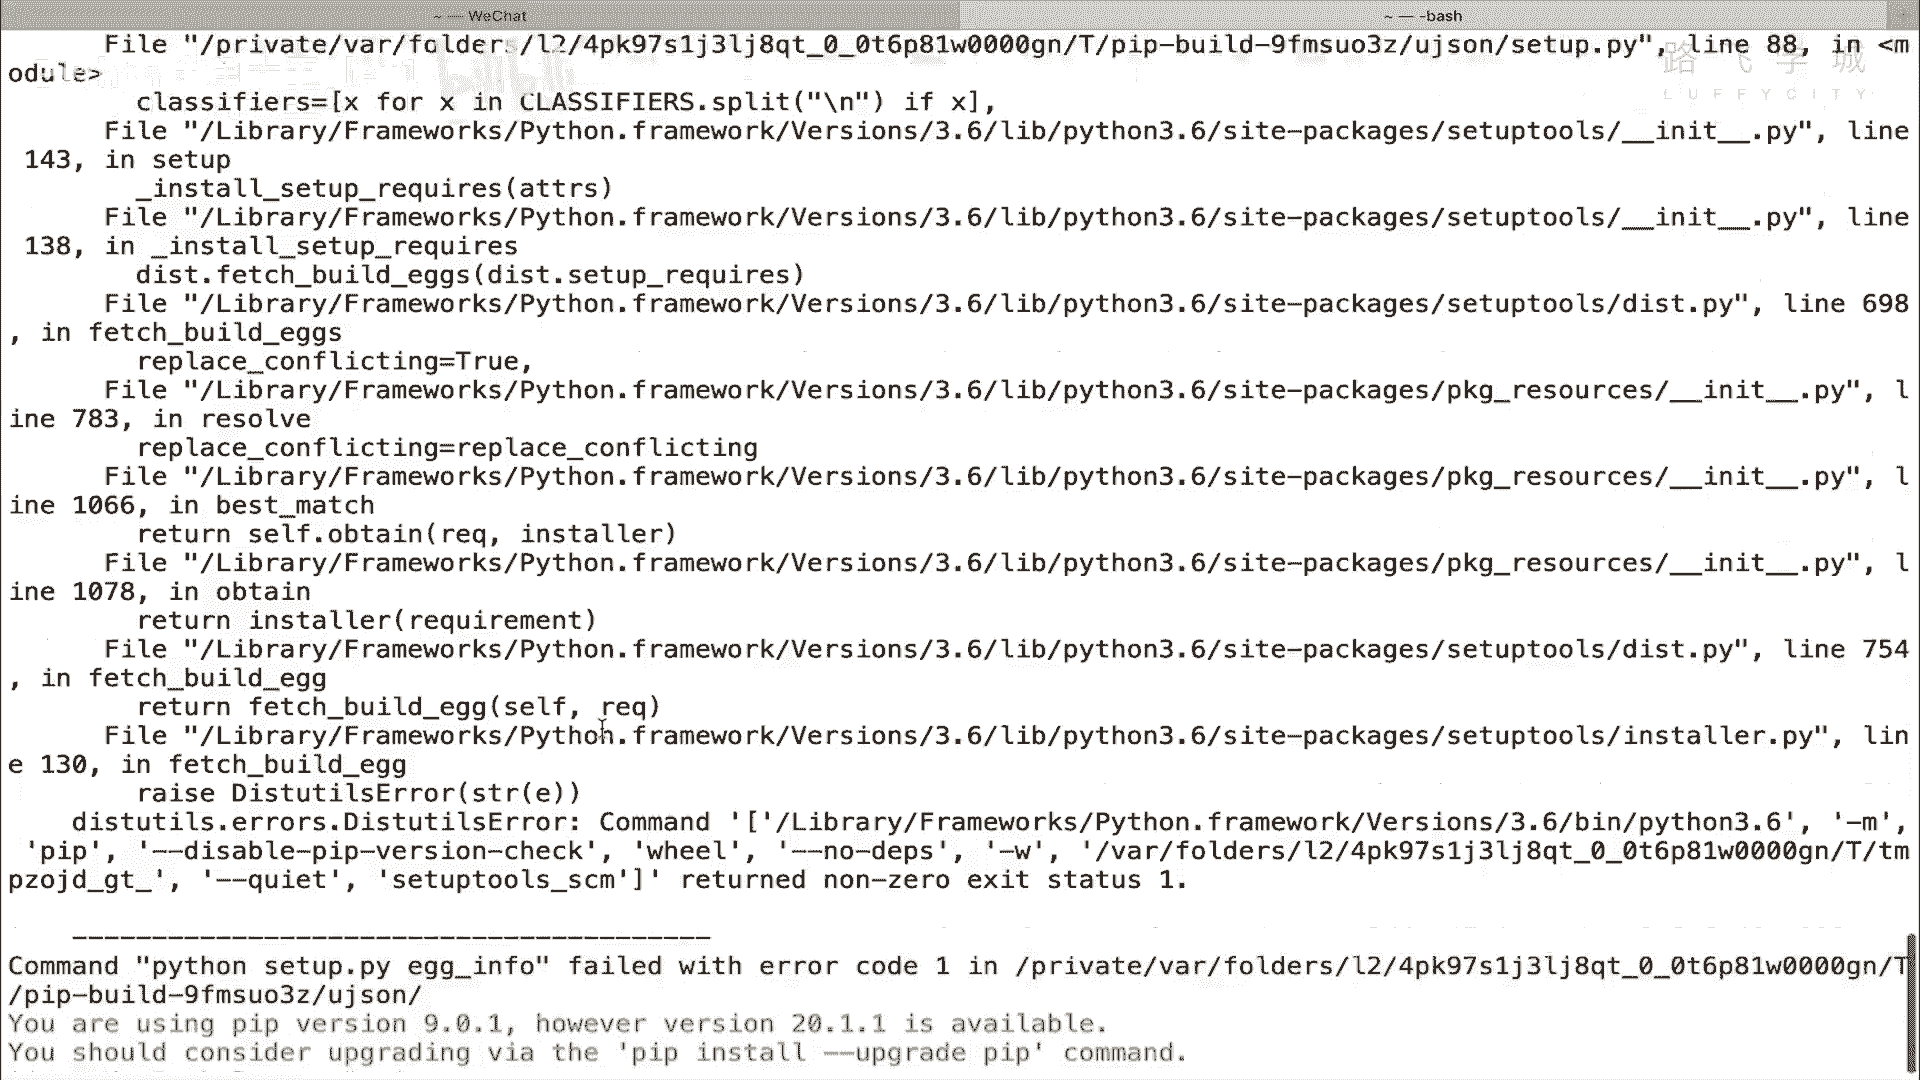 ~ — WeChat
~ — -bash
File "/private/var/folders/l2/4pk97s1j3lj8qt_0_0t6p81w0000gn/T/pip-build-9fmsuo3z/ujson/setup.py", line 88, in <m
odule>
路飞学城
LUFFYCITY
classifiers=[x for x in CLASSIFIERS.split("\n") if x],
File "/Library/Frameworks/Python.framework/Versions/3.6/lib/python3.6/site-packages/setuptools/__init__.py", line
143, in setup
_install_setup_requires(attrs)
File "/Library/Frameworks/Python.framework/Versions/3.6/lib/python3.6/site-packages/setuptools/__init__.py", line
138, in _install_setup_requires
dist.fetch_build_eggs(dist.setup_requires)
File "/Library/Frameworks/Python.framework/Versions/3.6/lib/python3.6/site-packages/setuptools/dist.py", line 698
, in fetch_build_eggs
replace_conflicting=True,
File "/Library/Frameworks/Python.framework/Versions/3.6/lib/python3.6/site-packages/pkg_resources/__init__.py", l
ine 783, in resolve
replace_conflicting=replace_conflicting
File "/Library/Frameworks/Python.framework/Versions/3.6/lib/python3.6/site-packages/pkg_resources/__init__.py", l
ine 1066, in best_match
return self.obtain(req, installer)
File "/Library/Frameworks/Python.framework/Versions/3.6/lib/python3.6/site-packages/pkg_resources/__init__.py", l
ine 1078, in obtain
return installer(requirement)
File "/Library/Frameworks/Python.framework/Versions/3.6/lib/python3.6/site-packages/setuptools/dist.py", line 754
, in fetch_build_egg
return fetch_build_egg(self, req)
File "/Library/Frameworks/Python.framework/Versions/3.6/lib/python3.6/site-packages/setuptools/installer.py", lin
e 130, in fetch_build_egg
raise DistutilsError(str(e))
distutils.errors.DistutilsError: Command '['/Library/Frameworks/Python.framework/Versions/3.6/bin/python3.6', '-m',
'pip', '--disable-pip-version-check', 'wheel', '--no-deps', '-w', '/var/folders/l2/4pk97s1j3lj8qt_0_0t6p81w0000gn/T/tm
pzojd_gt_', '--quiet', 'setuptools_scm']' returned non-zero exit status 1.
----------------------------------------
Command "python setup.py egg_info" failed with error code 1 in /private/var/folders/l2/4pk97s1j3lj8qt_0_0t6p81w0000gn/T
/pip-build-9fmsuo3z/ujson/
You are using pip version 9.0.1, however version 20.1.1 is available.
You should consider upgrading via the 'pip install --upgrade pip' command.